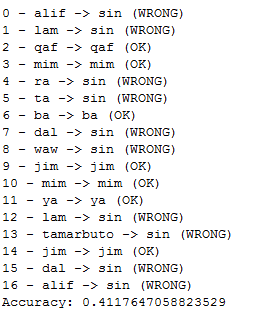 0 - alif -> sin (WRONG)
1 - lam -> sin (WRONG)
2 - qaf -> qaf (OK)
3 - mim -> mim (OK)
4 - ra -> sin (WRONG)
5 - ta -> sin (WRONG)
6 - ba -> ba (OK)
7 - dal -> sin (WRONG)
8 - waw -> sin (WRONG)
9 - jim -> jim (OK)
10 - mim -> mim (OK)
11 - ya -> ya (OK)
12 - lam -> sin (WRONG)
13 - tamarbuto -> sin (WRONG)
14 - jim -> jim (OK)
15 - dal -> sin (WRONG)
16 - alif -> sin (WRONG)
Accuracy: 0.4117647058823529